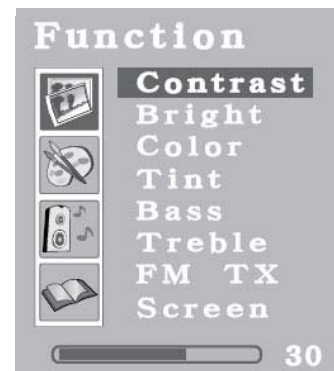 Function
Contrast
Bright
Color
Tint
Bass
Treble
FM TX
Screen
30